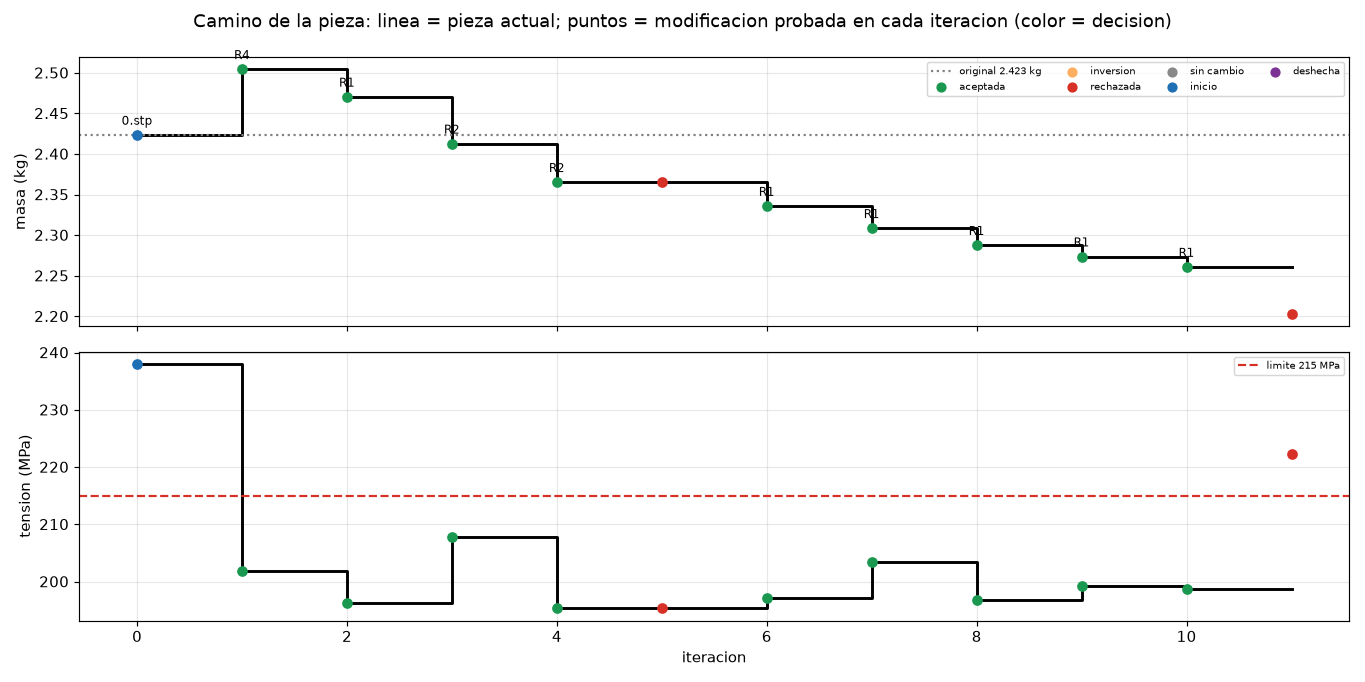 Camino de la pieza: linea = pieza actual; puntos = modificacion probada en cada iteracion (color = decision)
masa (kg)
2.50
2.45
2.40
2.35
2.30
2.25
2.20
0.stp
R4
R1
R2
R2
R1
R1
R1
R1
R1
original 2.423 kg
aceptada
inversion
rechazada
sin cambio
inicio
deshecha
tension (MPa)
240
230
220
210
200
limite 215 MPa
0
2
4
6
8
10
iteracion